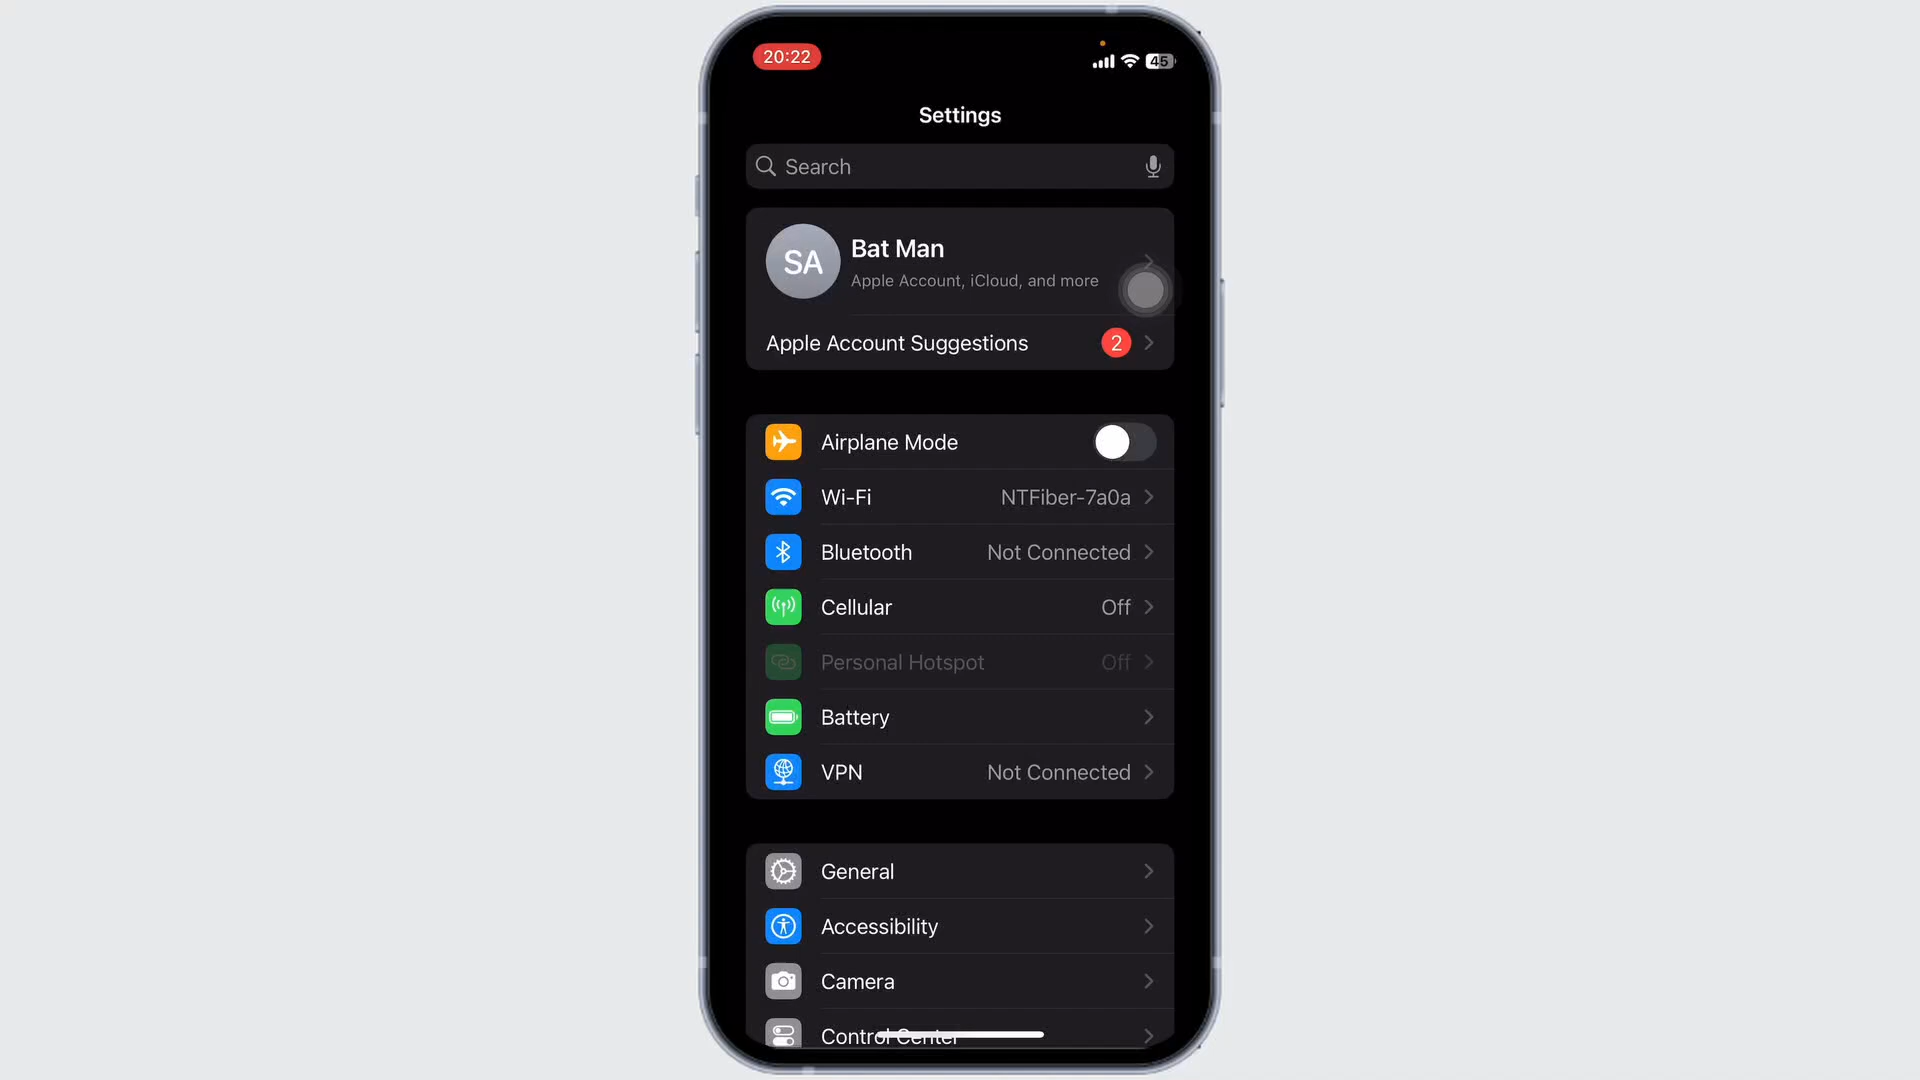 20:22
45
Settings
Search
SA
Bat Man
Apple Account, iCloud, and more
Apple Account Suggestions 2
Airplane Mode
Wi-Fi NTFiber-7a0a
Bluetooth Not Connected
Cellular Off
Personal Hotspot Off
Battery
VPN Not Connected
General
Accessibility
Camera
Control Center